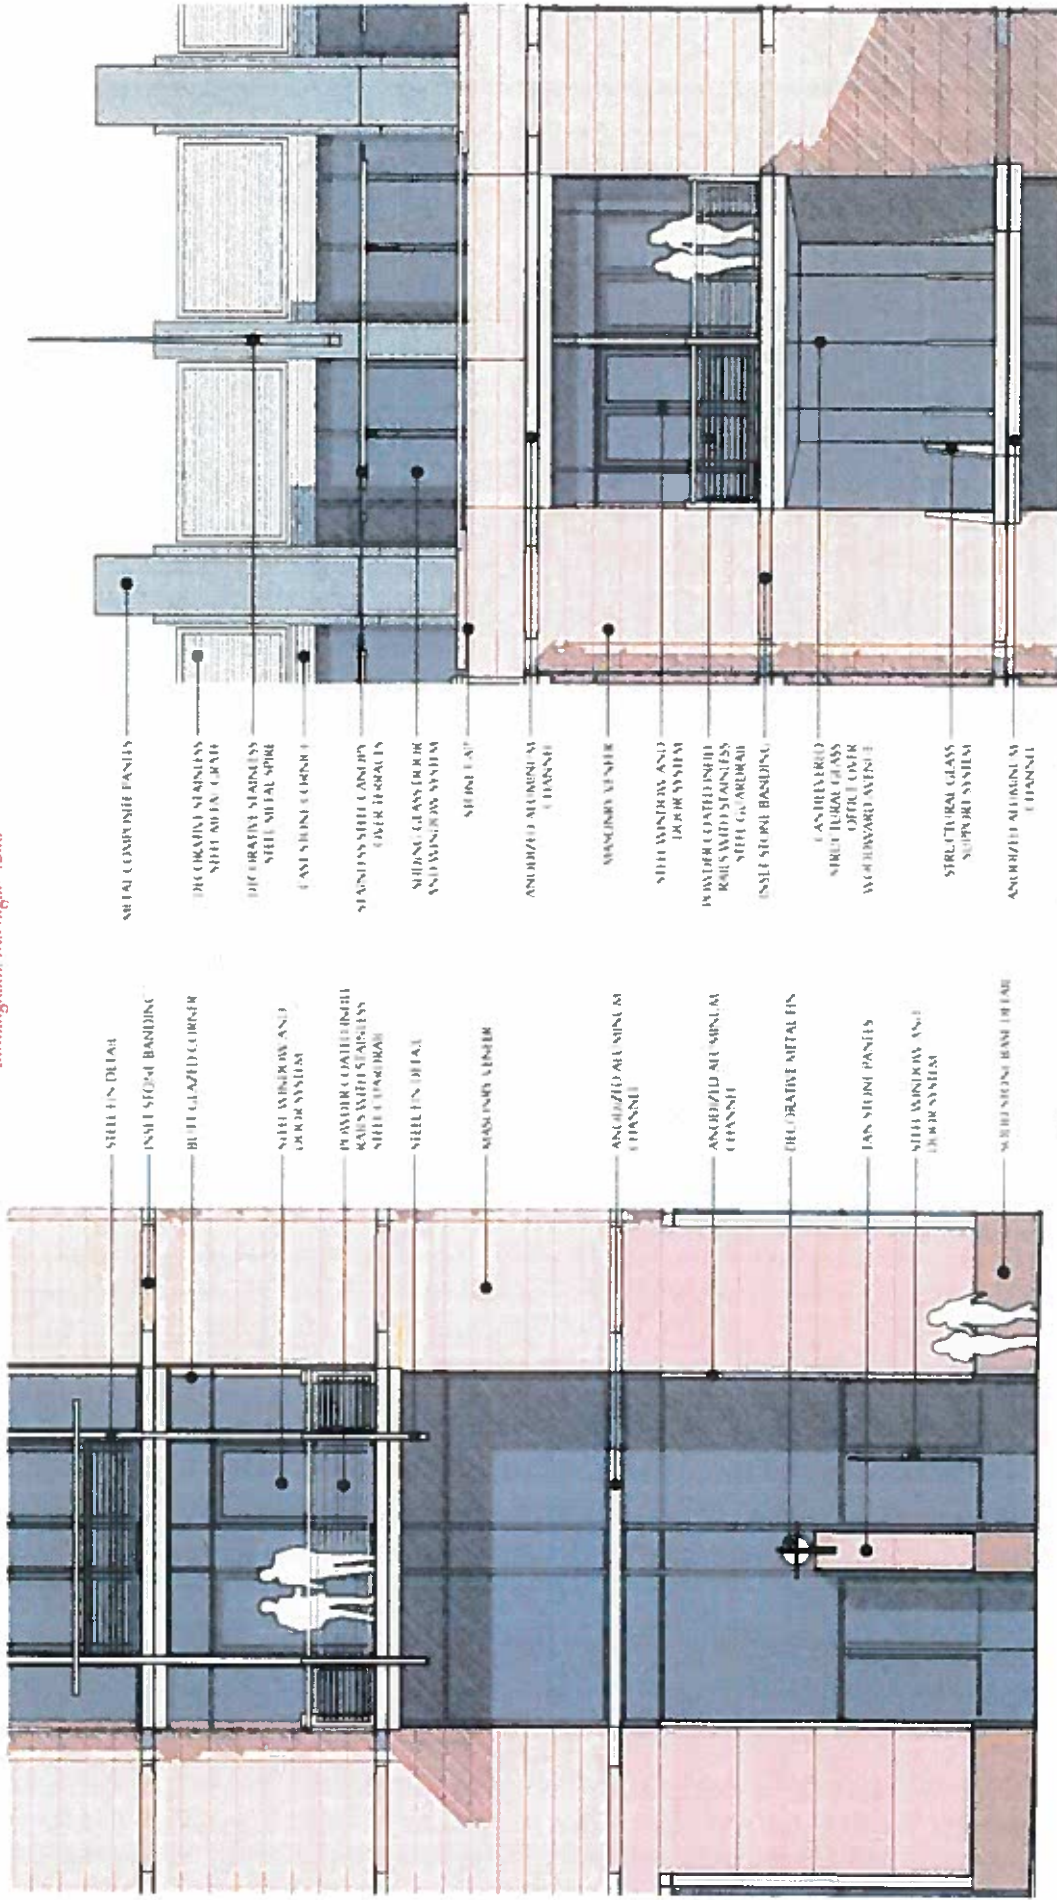 METAL COMPOSITE PANELS
DECORATIVE STAINLESS
STEEL METAL GRATE
DECORATIVE STAINLESS
STEEL METAL SPIRE
CAST STONE CORNICE
STAINLESS STEEL CANOPY
OVER TERRACES
SLIDING GLASS DOOR
AND WINDOW SYSTEM
STONE CAP
ANODIZED ALUMINUM
CHANNEL
MASONRY VENEER
STEEL WINDOW AND
DOOR SYSTEM
POWDER COATED INFILL
RAILS WITH STAINLESS
STEEL GUARDRAIL
INSET STONE BANDING
CANTILEVERED
STRUCTURAL GLASS
OFFICE OVER
WOODWARD AVENUE
STRUCTURAL GLASS
SUPPORT SYSTEM
ANODIZED ALUMINUM
CHANNEL
STEEL FIN DETAIL
INSET STONE BANDING
BUTT GLAZED CORNER
STEEL WINDOW AND
DOOR SYSTEM
POWDER COATED INFILL
RAILS WITH STAINLESS
STEEL GUARDRAIL
STEEL FIN DETAIL
MASONRY VENEER
ANODIZED ALUMINUM
CHANNEL
ANODIZED ALUMINUM
CHANNEL
DECORATIVE METAL FIN
TAN STONE PANELS
STEEL WINDOW AND
DOOR SYSTEM
SOLID STONE BASE DETAIL